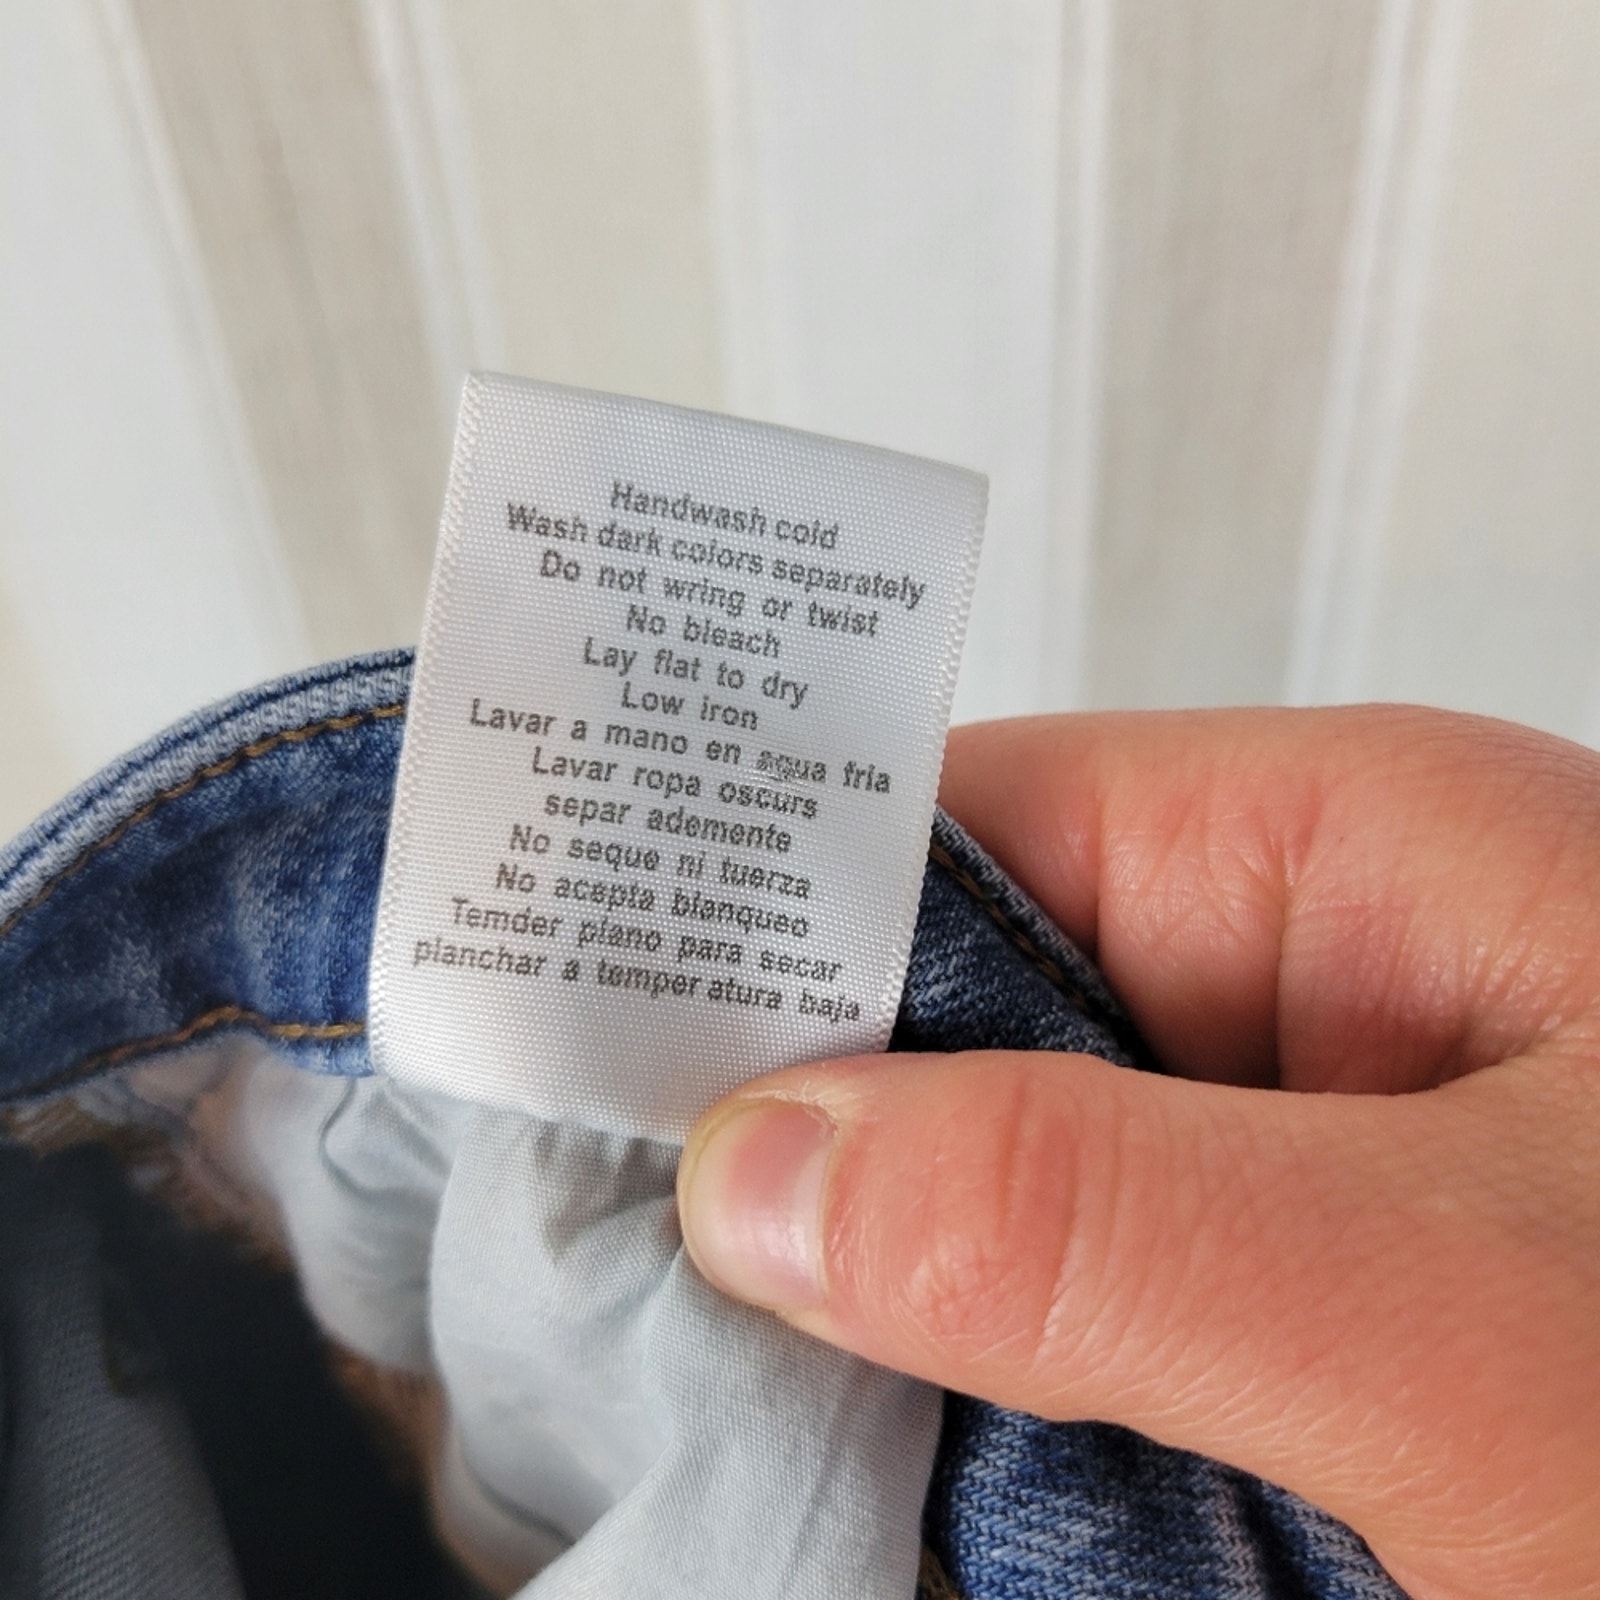 Handwash cold
Wash dark colors separately
Do not wring or twist
No bleach
Lay flat to dry
Low iron
Lavar a mano en agua fria
Lavar ropa oscurs
separ ademente
No seque ni tuerza
No acepta blanqueo
Temder plano para secar
planchar a temper atura baja